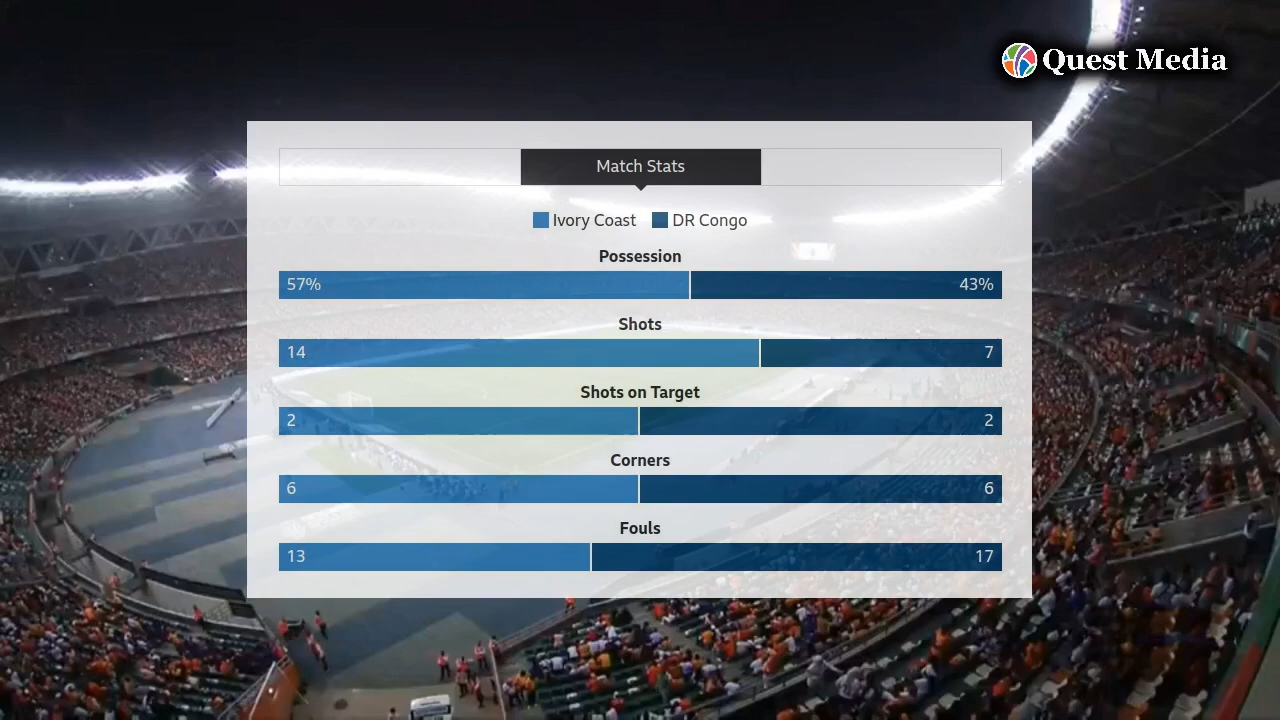 Quest Media
Match Stats
Ivory Coast DR Congo
Possession
57% 43%
Shots
14 7
Shots on Target
2 2
Corners
6 6
Fouls
13 17